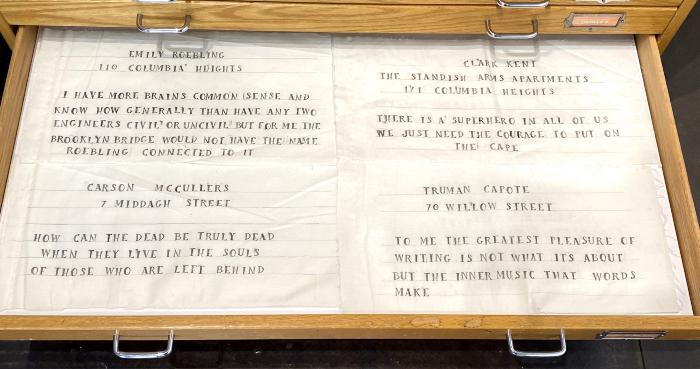 EMILY ROEBLING
110 COLUMBIA HEIGHTS
I HAVE MORE BRAINS COMMON SENSE AND
KNOW HOW GENERALLY THAN HAVE ANY TWO
ENGINEERS CIVIL OR UNCIVIL BUT FOR ME THE
BROOKLYN BRIDGE WOULD NOT HAVE THE NAME
ROEBLING CONNECTED TO IT
CLARK KENT
THE STANDISH ARMS APARTMENTS
171 COLUMBIA HEIGHTS
THERE IS A SUPERHERO IN ALL OF US
WE JUST NEED THE COURAGE TO PUT ON
THE CAPE
CARSON MCCULLERS
7 MIDDAGH STREET
HOW CAN THE DEAD BE TRULY DEAD
WHEN THEY LIVE IN THE SOULS
OF THOSE WHO ARE LEFT BEHIND
TRUMAN CAPOTE
70 WILLOW STREET
TO ME THE GREATEST PLEASURE OF
WRITING IS NOT WHAT ITS ABOUT
BUT THE INNER MUSIC THAT WORDS
MAKE